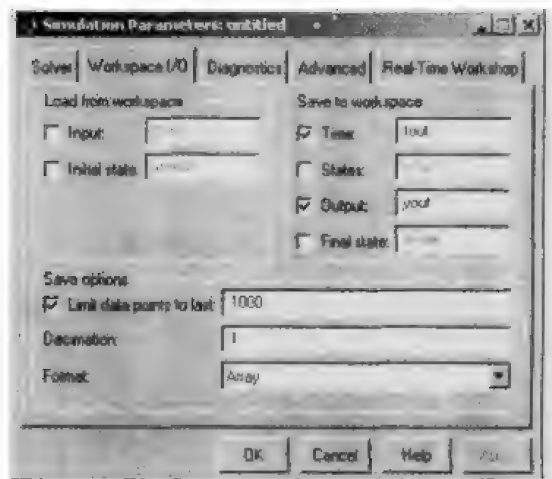 Simulation Parameters: untitled
Solver Workspace I/O Diagnostics Advanced Real-Time Workshop
Load from workspace
Input:
Initial state:
Save to workspace
Time: tout
States:
Output: yout
Final state:
Save options
Limit data points to last: 1000
Decimation: 1
Format: Array
OK Cancel Help